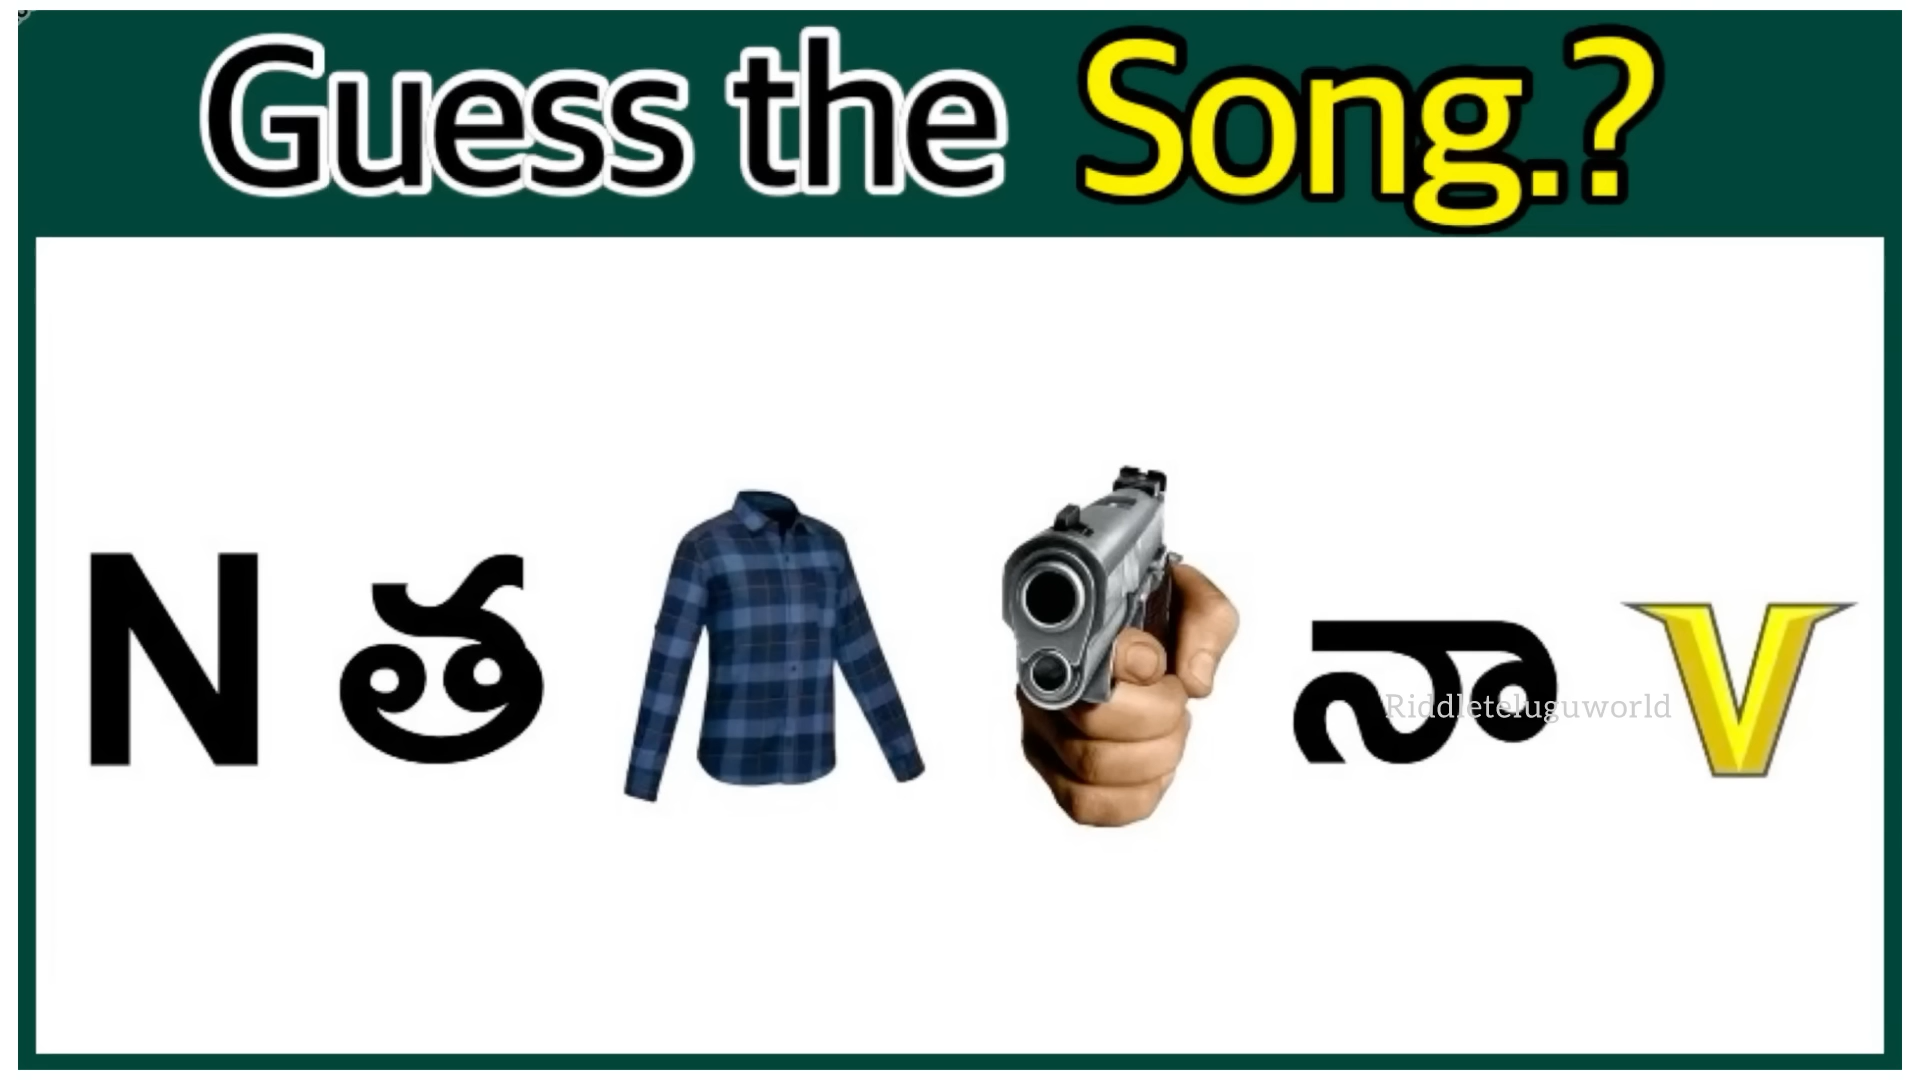 Guess the Song.?
N త నా V
Riddleteluguworld